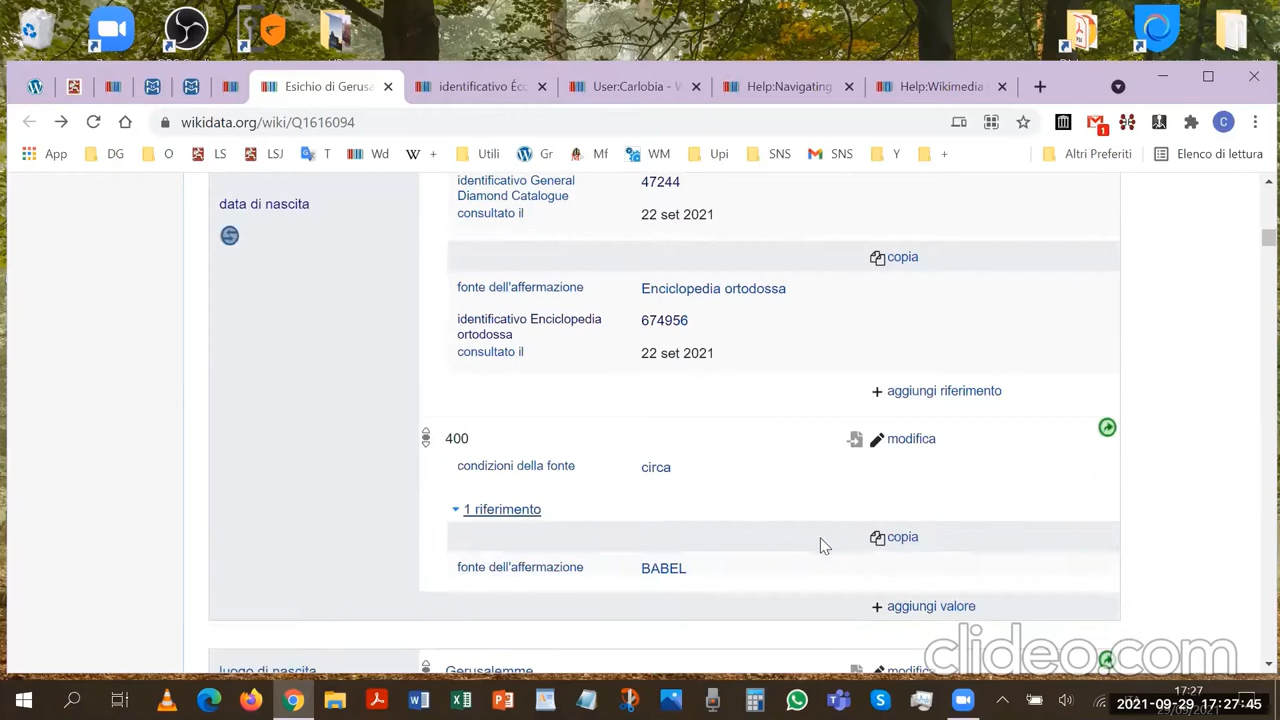 Esichio di Gerusa
identificativo Ecc
User:Carlobia - W
Help:Navigating
Help:Wikimedia
wikidata.org/wiki/Q1616094
1
C
App
DG
O
LS
LSJ
T
Wd
+
Utili
Gr
Mf
WM
Upi
SNS
SNS
Y
+
Altri Preferiti
Elenco di lettura
identificativo General
Diamond Catalogue
47244
data di nascita
consultato il
22 set 2021
copia
fonte dell'affermazione
Enciclopedia ortodossa
identificativo Enciclopedia
ortodossa
674956
consultato il
22 set 2021
+ aggiungi riferimento
400
modifica
condizioni della fonte
circa
1 riferimento
copia
fonte dell'affermazione
BABEL
+ aggiungi valore
luogo di nascita
Gerusalemme
modifica
clideo.com
17:27
2021-09-29 17:27:45